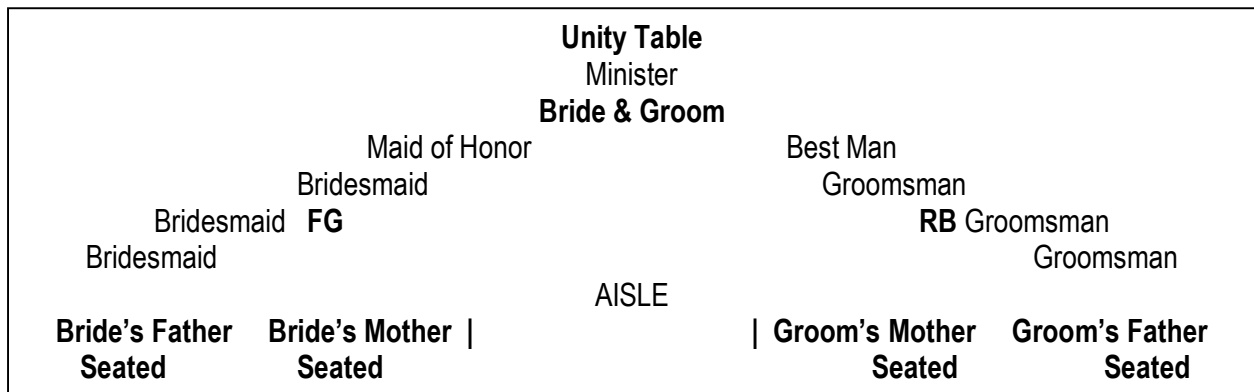 Unity Table
Minister
Bride & Groom
Maid of Honor Best Man
Bridesmaid Groomsman
Bridesmaid FG RB Groomsman
Bridesmaid Groomsman
AISLE
Bride’s Father Bride’s Mother | | Groom’s Mother Groom’s Father
Seated Seated Seated Seated